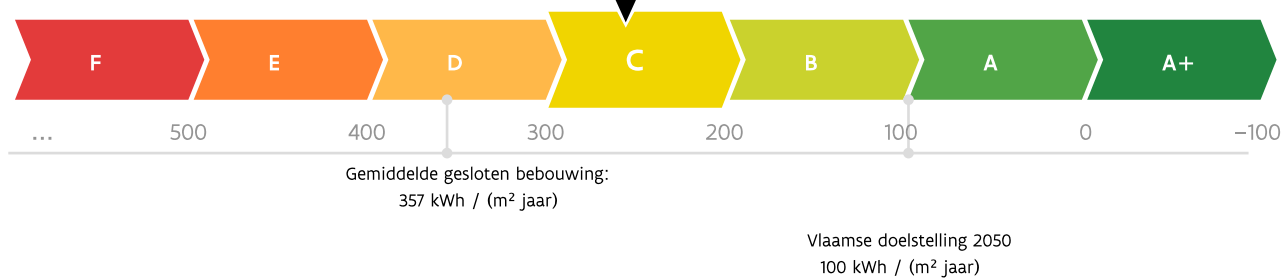 F E D C B A A+
... 500 400 300 200 100 0 −100
Gemiddelde gesloten bebouwing:
357 kWh / (m² jaar)
Vlaamse doelstelling 2050
100 kWh / (m² jaar)